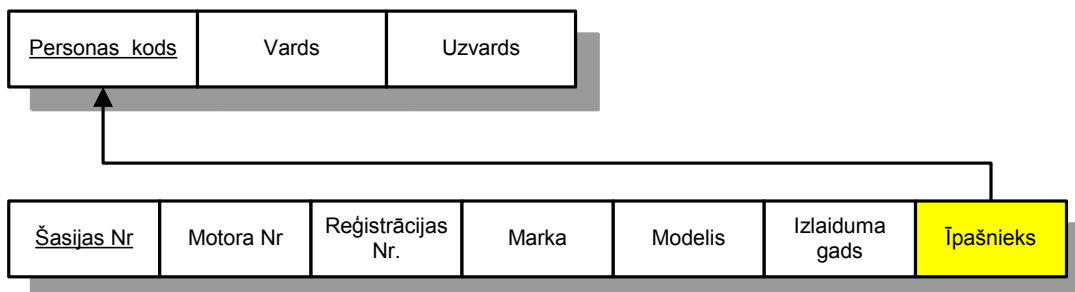 Personas kods
Vards
Uzvards
Šasijas Nr
Motora Nr
Reģistrācijas
Nr.
Marka
Modelis
Izlaiduma
gads
Īpašnieks